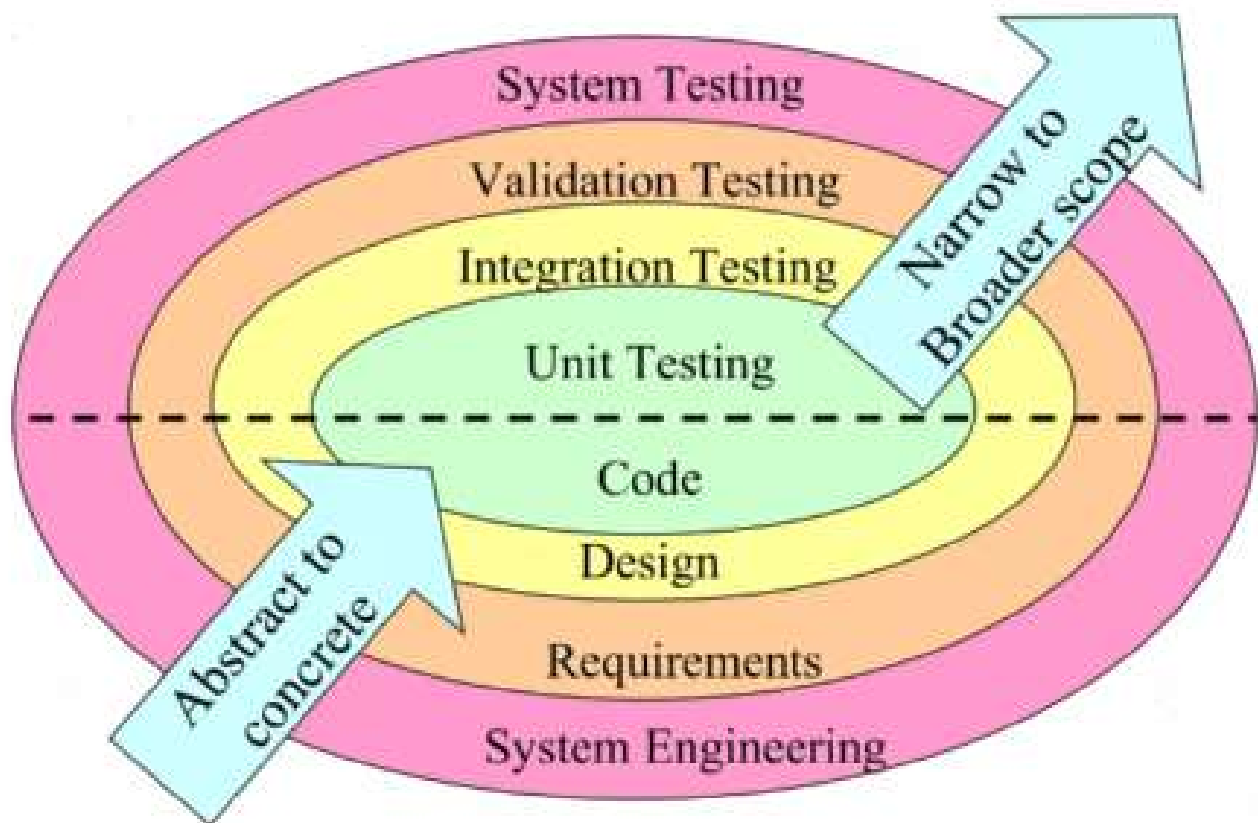 System Testing
Validation Testing
Integration Testing
Unit Testing
Code
Design
Requirements
System Engineering
Narrow to
Broader scope
Abstract to
concrete